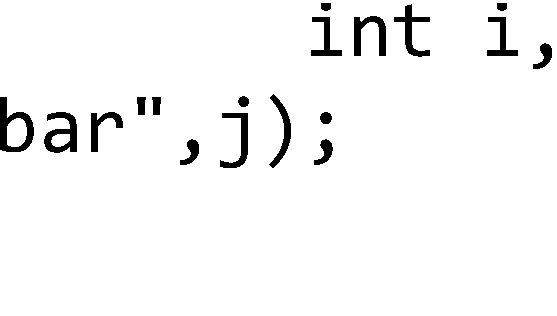 int i,
bar",j);